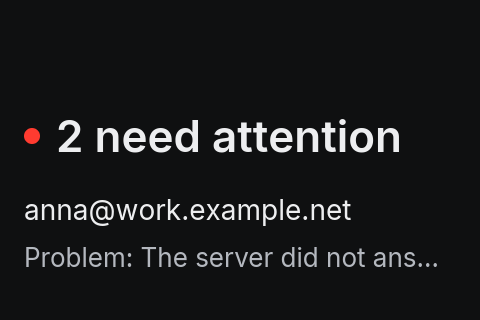 2 need attention
anna@work.example.net
Problem: The server did not ans…